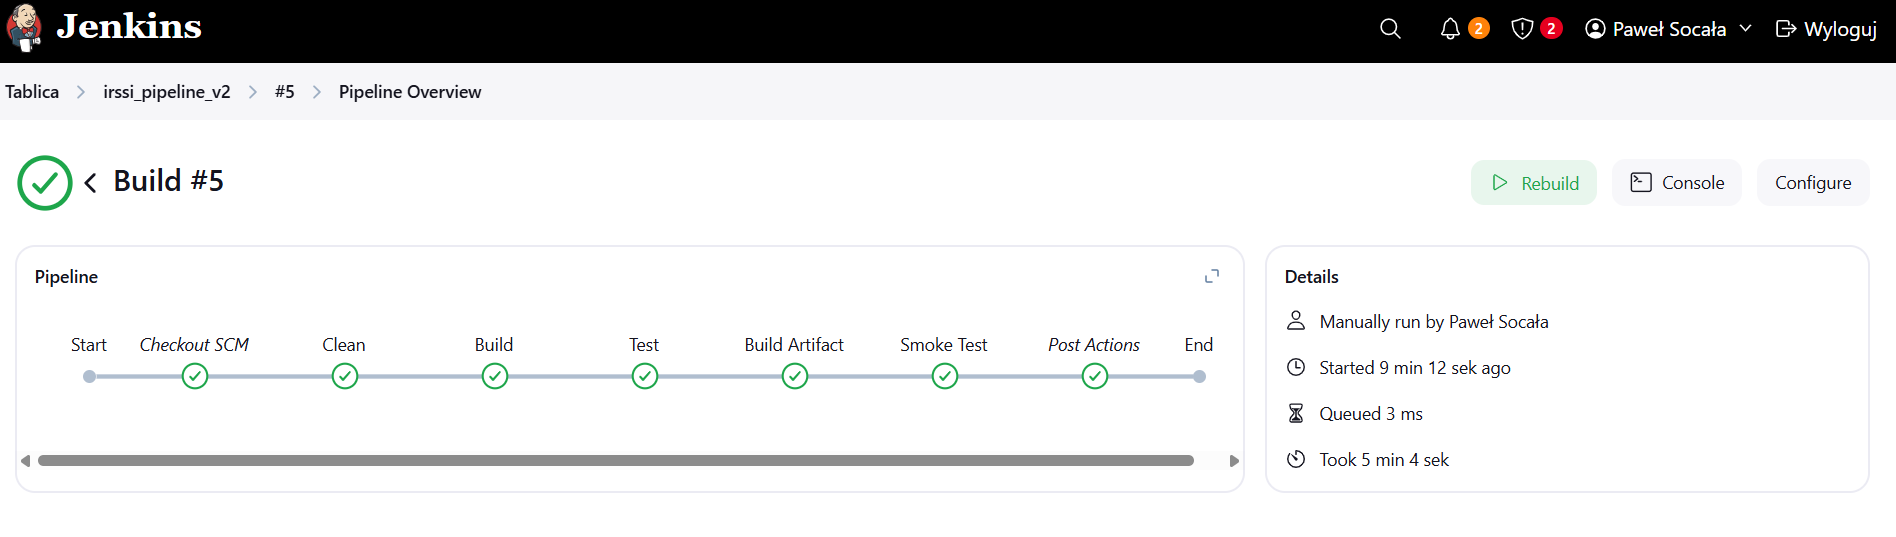 Jenkins
2
2
Paweł Socała
Wyloguj
Tablica
irssi_pipeline_v2
#5
Pipeline Overview
Build #5
Rebuild
Console
Configure
Pipeline
Start
Checkout SCM
Clean
Build
Test
Build Artifact
Smoke Test
Post Actions
End
Details
Manually run by Paweł Socała
Started 9 min 12 sek ago
Queued 3 ms
Took 5 min 4 sek